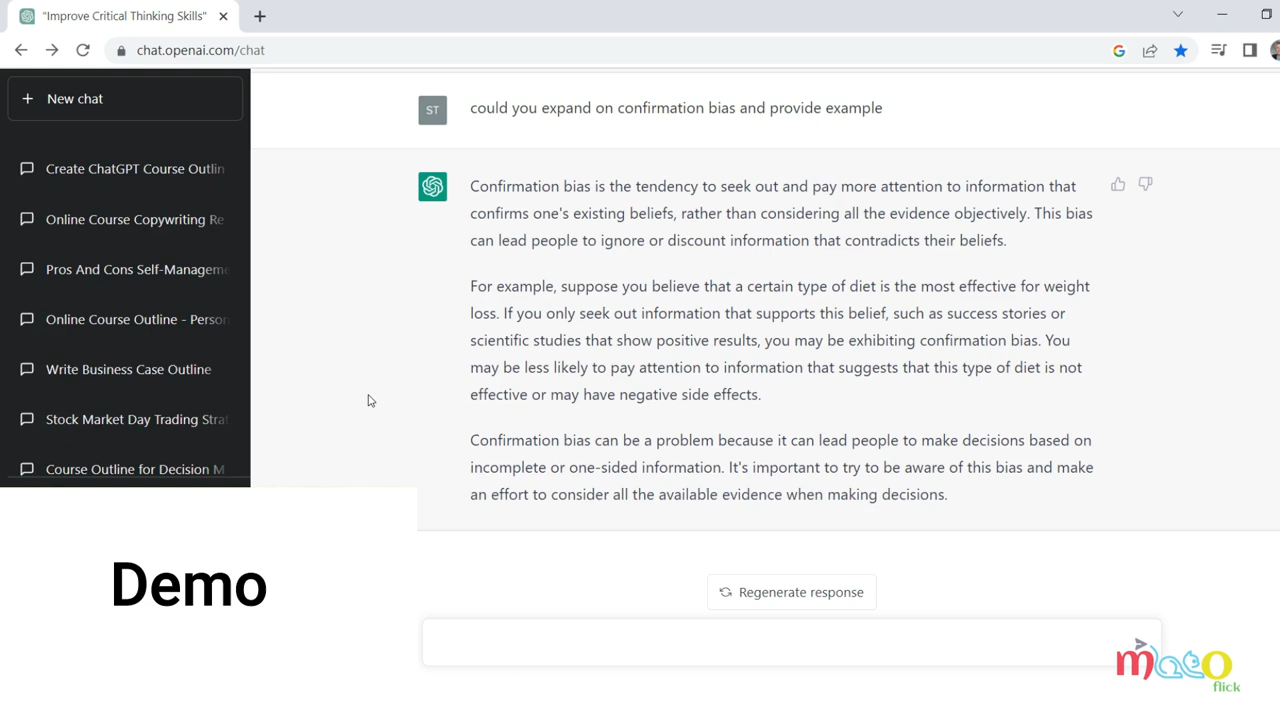 "Improve Critical Thinking Skills"
chat.openai.com/chat
New chat
Create ChatGPT Course Outlin
Online Course Copywriting Re
Pros And Cons Self-Managem
Online Course Outline - Person
Write Business Case Outline
Stock Market Day Trading Strat
Course Outline for Decision M
ST
could you expand on confirmation bias and provide example
Confirmation bias is the tendency to seek out and pay more attention to information that
confirms one's existing beliefs, rather than considering all the evidence objectively. This bias
can lead people to ignore or discount information that contradicts their beliefs.
For example, suppose you believe that a certain type of diet is the most effective for weight
loss. If you only seek out information that supports this belief, such as success stories or
scientific studies that show positive results, you may be exhibiting confirmation bias. You
may be less likely to pay attention to information that suggests that this type of diet is not
effective or may have negative side effects.
Confirmation bias can be a problem because it can lead people to make decisions based on
incomplete or one-sided information. It's important to try to be aware of this bias and make
an effort to consider all the available evidence when making decisions.
Demo
Regenerate response
flick